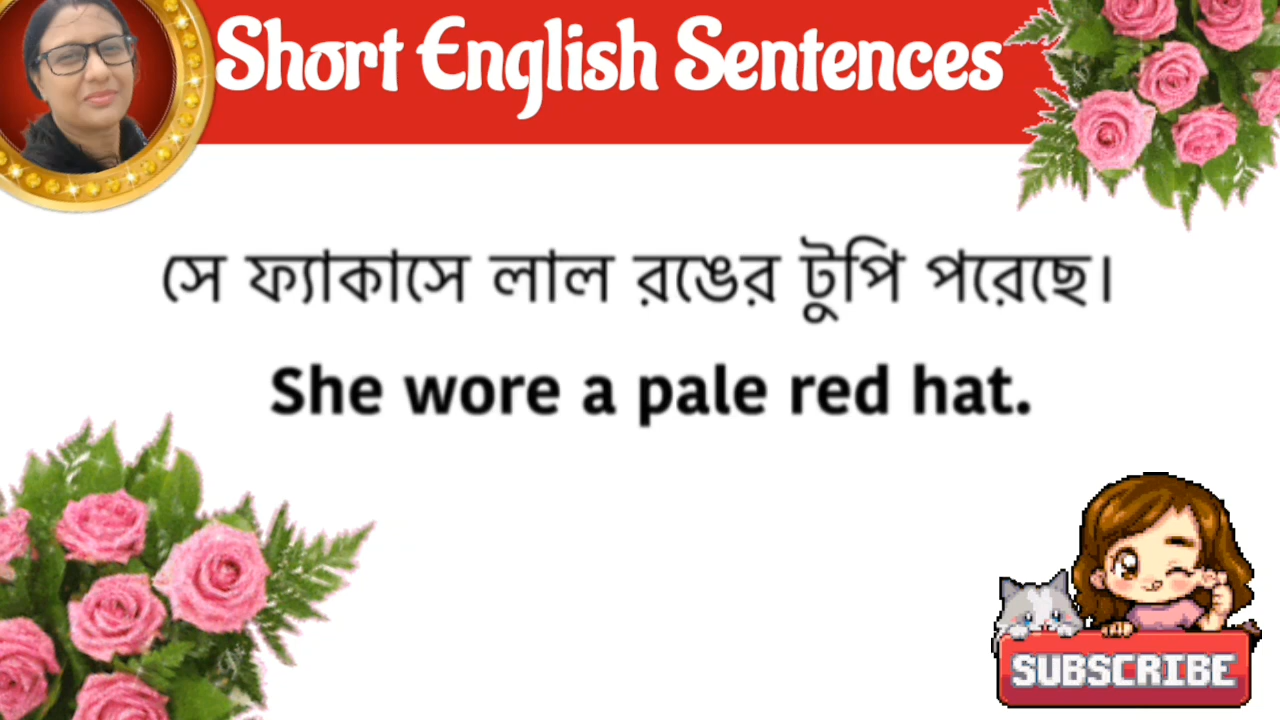 Short English Sentences
সে ফ্যাকাসে লাল রঙের টুপি পরেছে।
She wore a pale red hat.
SUBSCRIBE